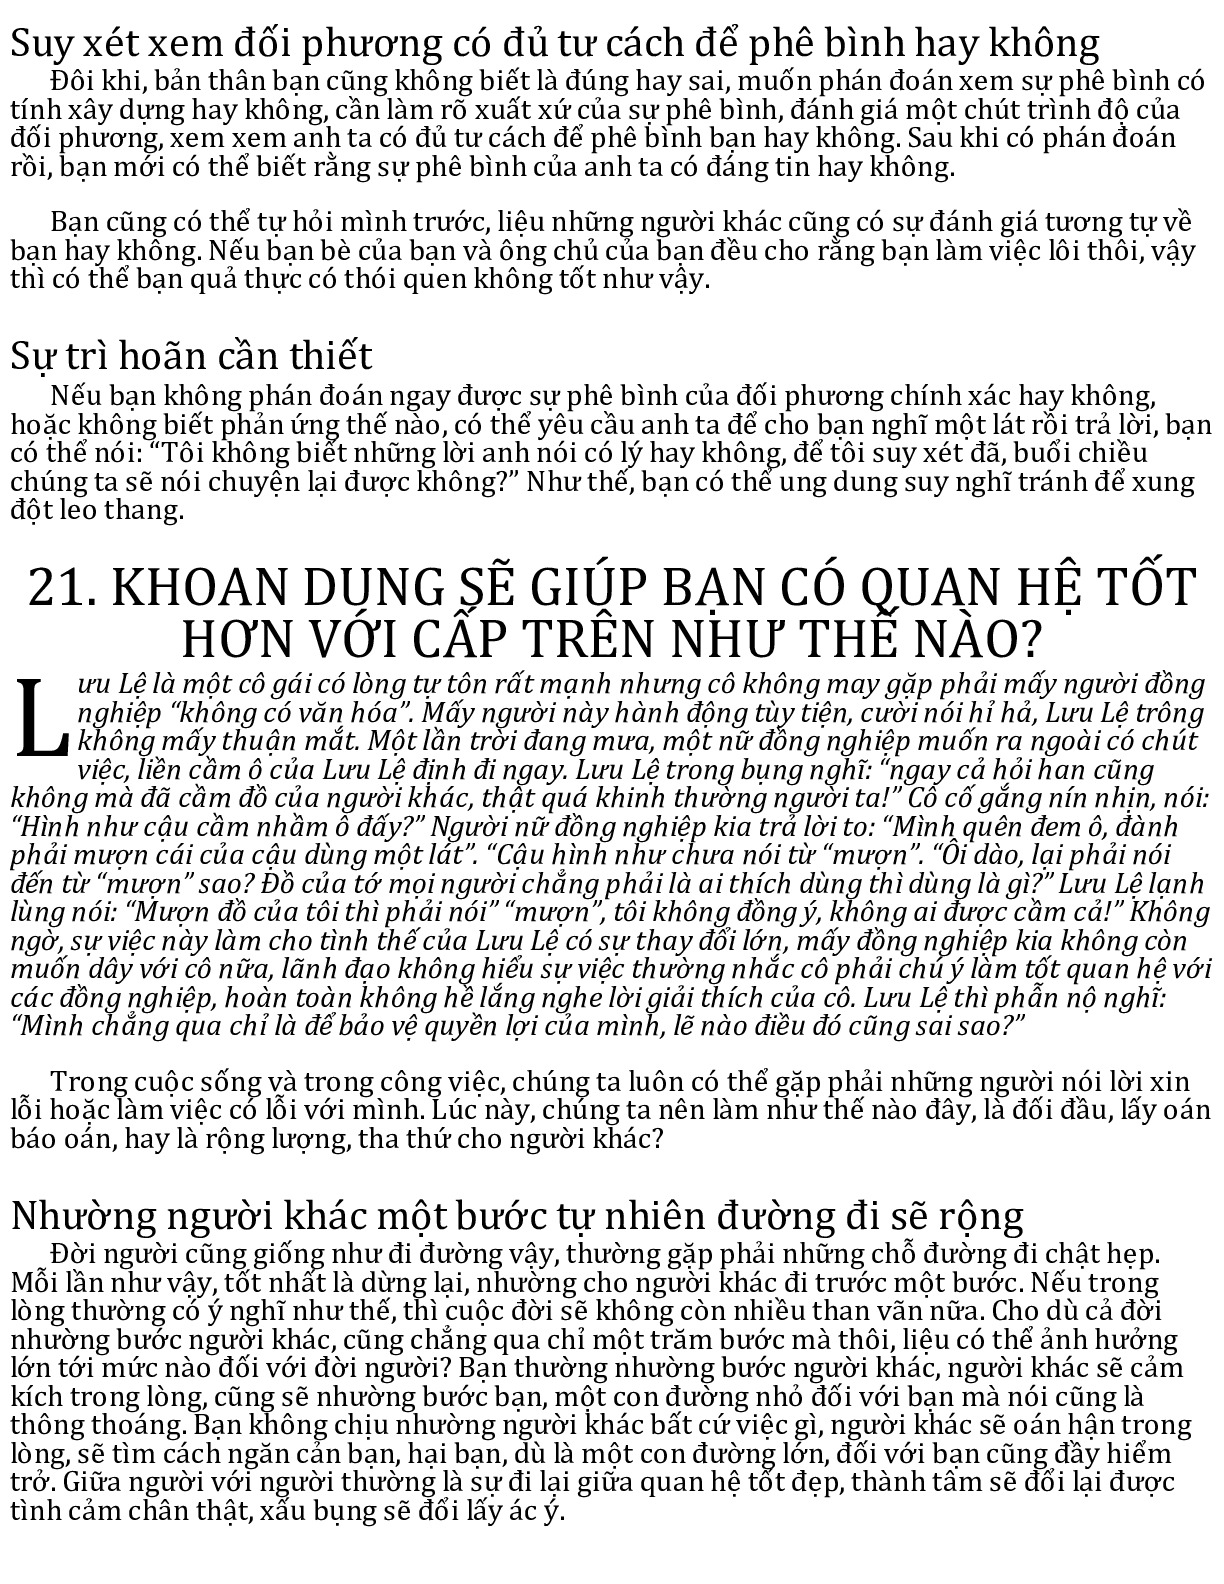 Suy xét xem đối phương có đủ tư cách để phê bình hay không
Đôi khi, bản thân bạn cũng không biết là đúng hay sai, muốn phán đoán xem sự phê bình có
tính xây dựng hay không, cần làm rõ xuất xứ của sự phê bình, đánh giá một chút trình độ của
đối phương, xem xem anh ta có đủ tư cách để phê bình bạn hay không. Sau khi có phán đoán
rồi, bạn mới có thể biết rằng sự phê bình của anh ta có đáng tin hay không.
Bạn cũng có thể tự hỏi mình trước, liệu những người khác cũng có sự đánh giá tương tự về
bạn hay không. Nếu bạn bè của bạn và ông chủ của bạn đều cho rằng bạn làm việc lôi thôi, vậy
thì có thể bạn quả thực có thói quen không tốt như vậy.
Sự trì hoãn cần thiết
Nếu bạn không phán đoán ngay được sự phê bình của đối phương chính xác hay không,
hoặc không biết phản ứng thế nào, có thể yêu cầu anh ta để cho bạn nghĩ một lát rồi trả lời, bạn
có thể nói: “Tôi không biết những lời anh nói có lý hay không, để tôi suy xét đã, buổi chiều
chúng ta sẽ nói chuyện lại được không?” Như thế, bạn có thể ung dung suy nghĩ tránh để xung
đột leo thang.
21. KHOAN DUNG SẼ GIÚP BẠN CÓ QUAN HỆ TỐT
HƠN VỚI CẤP TRÊN NHƯ THẾ NÀO?
Lưu Lệ là một cô gái có lòng tự tôn rất mạnh nhưng cô không may gặp phải mấy người đồng
nghiệp “không có văn hóa”. Mấy người này hành động tùy tiện, cười nói hỉ hả, Lưu Lệ trông
không mấy thuận mắt. Một lần trời đang mưa, một nữ đồng nghiệp muốn ra ngoài có chút
việc, liền cầm ô của Lưu Lệ định đi ngay. Lưu Lệ trong bụng nghĩ: “ngay cả hỏi han cũng
không mà đã cầm đồ của người khác, thật quá khinh thường người ta!” Cô cố gắng nín nhịn, nói:
“Hình như cậu cầm nhầm ô đấy?” Người nữ đồng nghiệp kia trả lời to: “Mình quên đem ô, đành
phải mượn cái của cậu dùng một lát”. “Cậu hình như chưa nói từ “mượn”. “Ôi dào, lại phải nói
đến từ “mượn” sao? Đồ của tớ mọi người chẳng phải là ai thích dùng thì dùng là gì?” Lưu Lệ lạnh
lùng nói: “Mượn đồ của tôi thì phải nói” “mượn”, tôi không đồng ý, không ai được cầm cả!” Không
ngờ, sự việc này làm cho tình thế của Lưu Lệ có sự thay đổi lớn, mấy đồng nghiệp kia không còn
muốn dây với cô nữa, lãnh đạo không hiểu sự việc thường nhắc cô phải chú ý làm tốt quan hệ với
các đồng nghiệp, hoàn toàn không hề lắng nghe lời giải thích của cô. Lưu Lệ thì phẫn nộ nghĩ:
“Mình chẳng qua chỉ là để bảo vệ quyền lợi của mình, lẽ nào điều đó cũng sai sao?”
Trong cuộc sống và trong công việc, chúng ta luôn có thể gặp phải những người nói lời xin
lỗi hoặc làm việc có lỗi với mình. Lúc này, chúng ta nên làm như thế nào đây, là đối đầu, lấy oán
báo oán, hay là rộng lượng, tha thứ cho người khác?
Nhường người khác một bước tự nhiên đường đi sẽ rộng
Đời người cũng giống như đi đường vậy, thường gặp phải những chỗ đường đi chật hẹp.
Mỗi lần như vậy, tốt nhất là dừng lại, nhường cho người khác đi trước một bước. Nếu trong
lòng thường có ý nghĩ như thế, thì cuộc đời sẽ không còn nhiều than vãn nữa. Cho dù cả đời
nhường bước người khác, cũng chẳng qua chỉ một trăm bước mà thôi, liệu có thể ảnh hưởng
lớn tới mức nào đối với đời người? Bạn thường nhường bước người khác, người khác sẽ cảm
kích trong lòng, cũng sẽ nhường bước bạn, một con đường nhỏ đối với bạn mà nói cũng là
thông thoáng. Bạn không chịu nhường người khác bất cứ việc gì, người khác sẽ oán hận trong
lòng, sẽ tìm cách ngăn cản bạn, hại bạn, dù là một con đường lớn, đối với bạn cũng đầy hiểm
trở. Giữa người với người thường là sự đi lại giữa quan hệ tốt đẹp, thành tâm sẽ đổi lại được
tình cảm chân thật, xấu bụng sẽ đổi lấy ác ý.